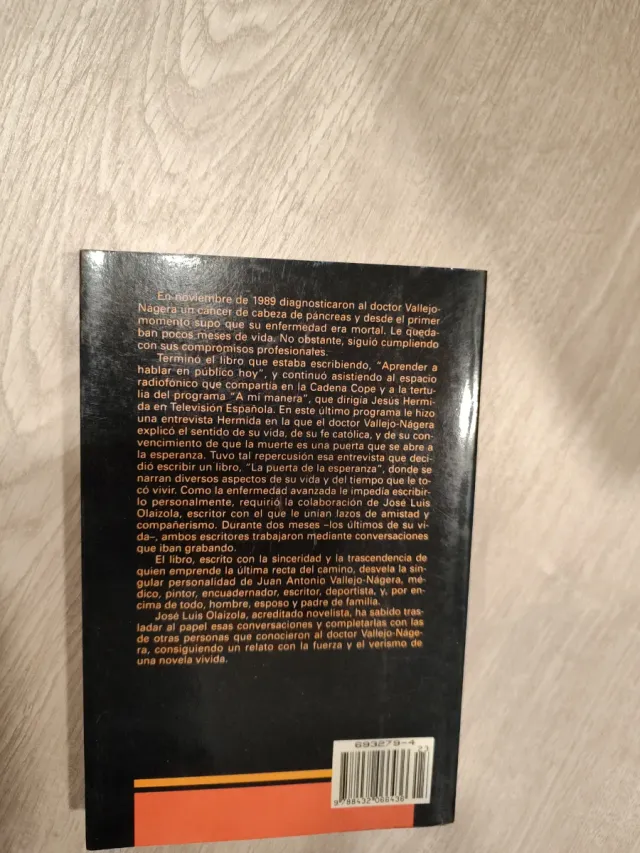 En noviembre de 1989 diagnosticaron al doctor Vallejo-
Nágera un cáncer de cabeza de páncreas y desde el primer
momento supo que su enfermedad era mortal. Le queda-
ban pocos meses de vida. No obstante, siguió cumpliendo
con sus compromisos profesionales.
Terminó el libro que estaba escribiendo, "Aprender a
hablar en público hoy", y continuó asistiendo al espacio
radiofónico que compartía en la Cadena Cope y a la tertu-
lia del programa "A mi manera", que dirigía Jesús Hermi-
da en Televisión Española. En este último programa le hizo
una entrevista Hermida en la que el doctor Vallejo-Nágera
explicó el sentido de su vida, de su fe católica, y de su con-
vencimiento de que la muerte es una puerta que se abre a
la esperanza. Tuvo tal repercusión esa entrevista que deci-
dió escribir un libro, "La puerta de la esperanza", donde se
narran diversos aspectos de su vida y del tiempo que le to-
có vivir. Como la enfermedad avanzada le impedía escribir-
lo personalmente, requirió la colaboración de José Luis
Olaizola, escritor con el que le unían lazos de amistad y
compañerismo. Durante dos meses –los últimos de su vi-
da–, ambos escritores trabajaron mediante conversaciones
que iban grabando.
El libro, escrito con la sinceridad y la trascendencia de
quien emprende la última recta del camino, desvela la sin-
gular personalidad de Juan Antonio Vallejo-Nágera, mé-
dico, pintor, encuadernador, escritor, deportista, y, por en-
cima de todo, hombre, esposo y padre de familia.
José Luis Olaizola, acreditado novelista, ha sabido tras-
ladar al papel esas conversaciones y completarlas con las
de otras personas que conocieron al doctor Vallejo-Náge-
ra, consiguiendo un relato con la fuerza y el verismo de
una novela vivida.
693279-4
23
9 788432 066436